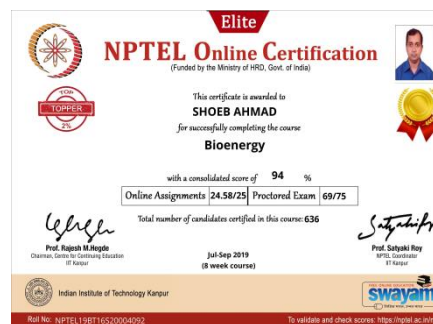 Elite
NPTEL Online Certification
(Funded by the Ministry of HRD, Govt. of India)
TOP
TOPPER
2%
This certificate is awarded to
SHOEB AHMAD
for successfully completing the course
Bioenergy
with a consolidated score of 94 %
Online Assignments 24.58/25 Proctored Exam 69/75
Total number of candidates certified in this course: 636
Prof. Rajesh M.Hegde
Chairman, Centre for Continuing Education
IIT Kanpur
Jul-Sep 2019
(8 week course)
Prof. Satyaki Roy
NPTEL Coordinator
IIT Kanpur
Indian Institute of Technology Kanpur
swayam
Roll No: NPTEL19BT16S20004092
To validate and check scores: https://nptel.ac.in/n